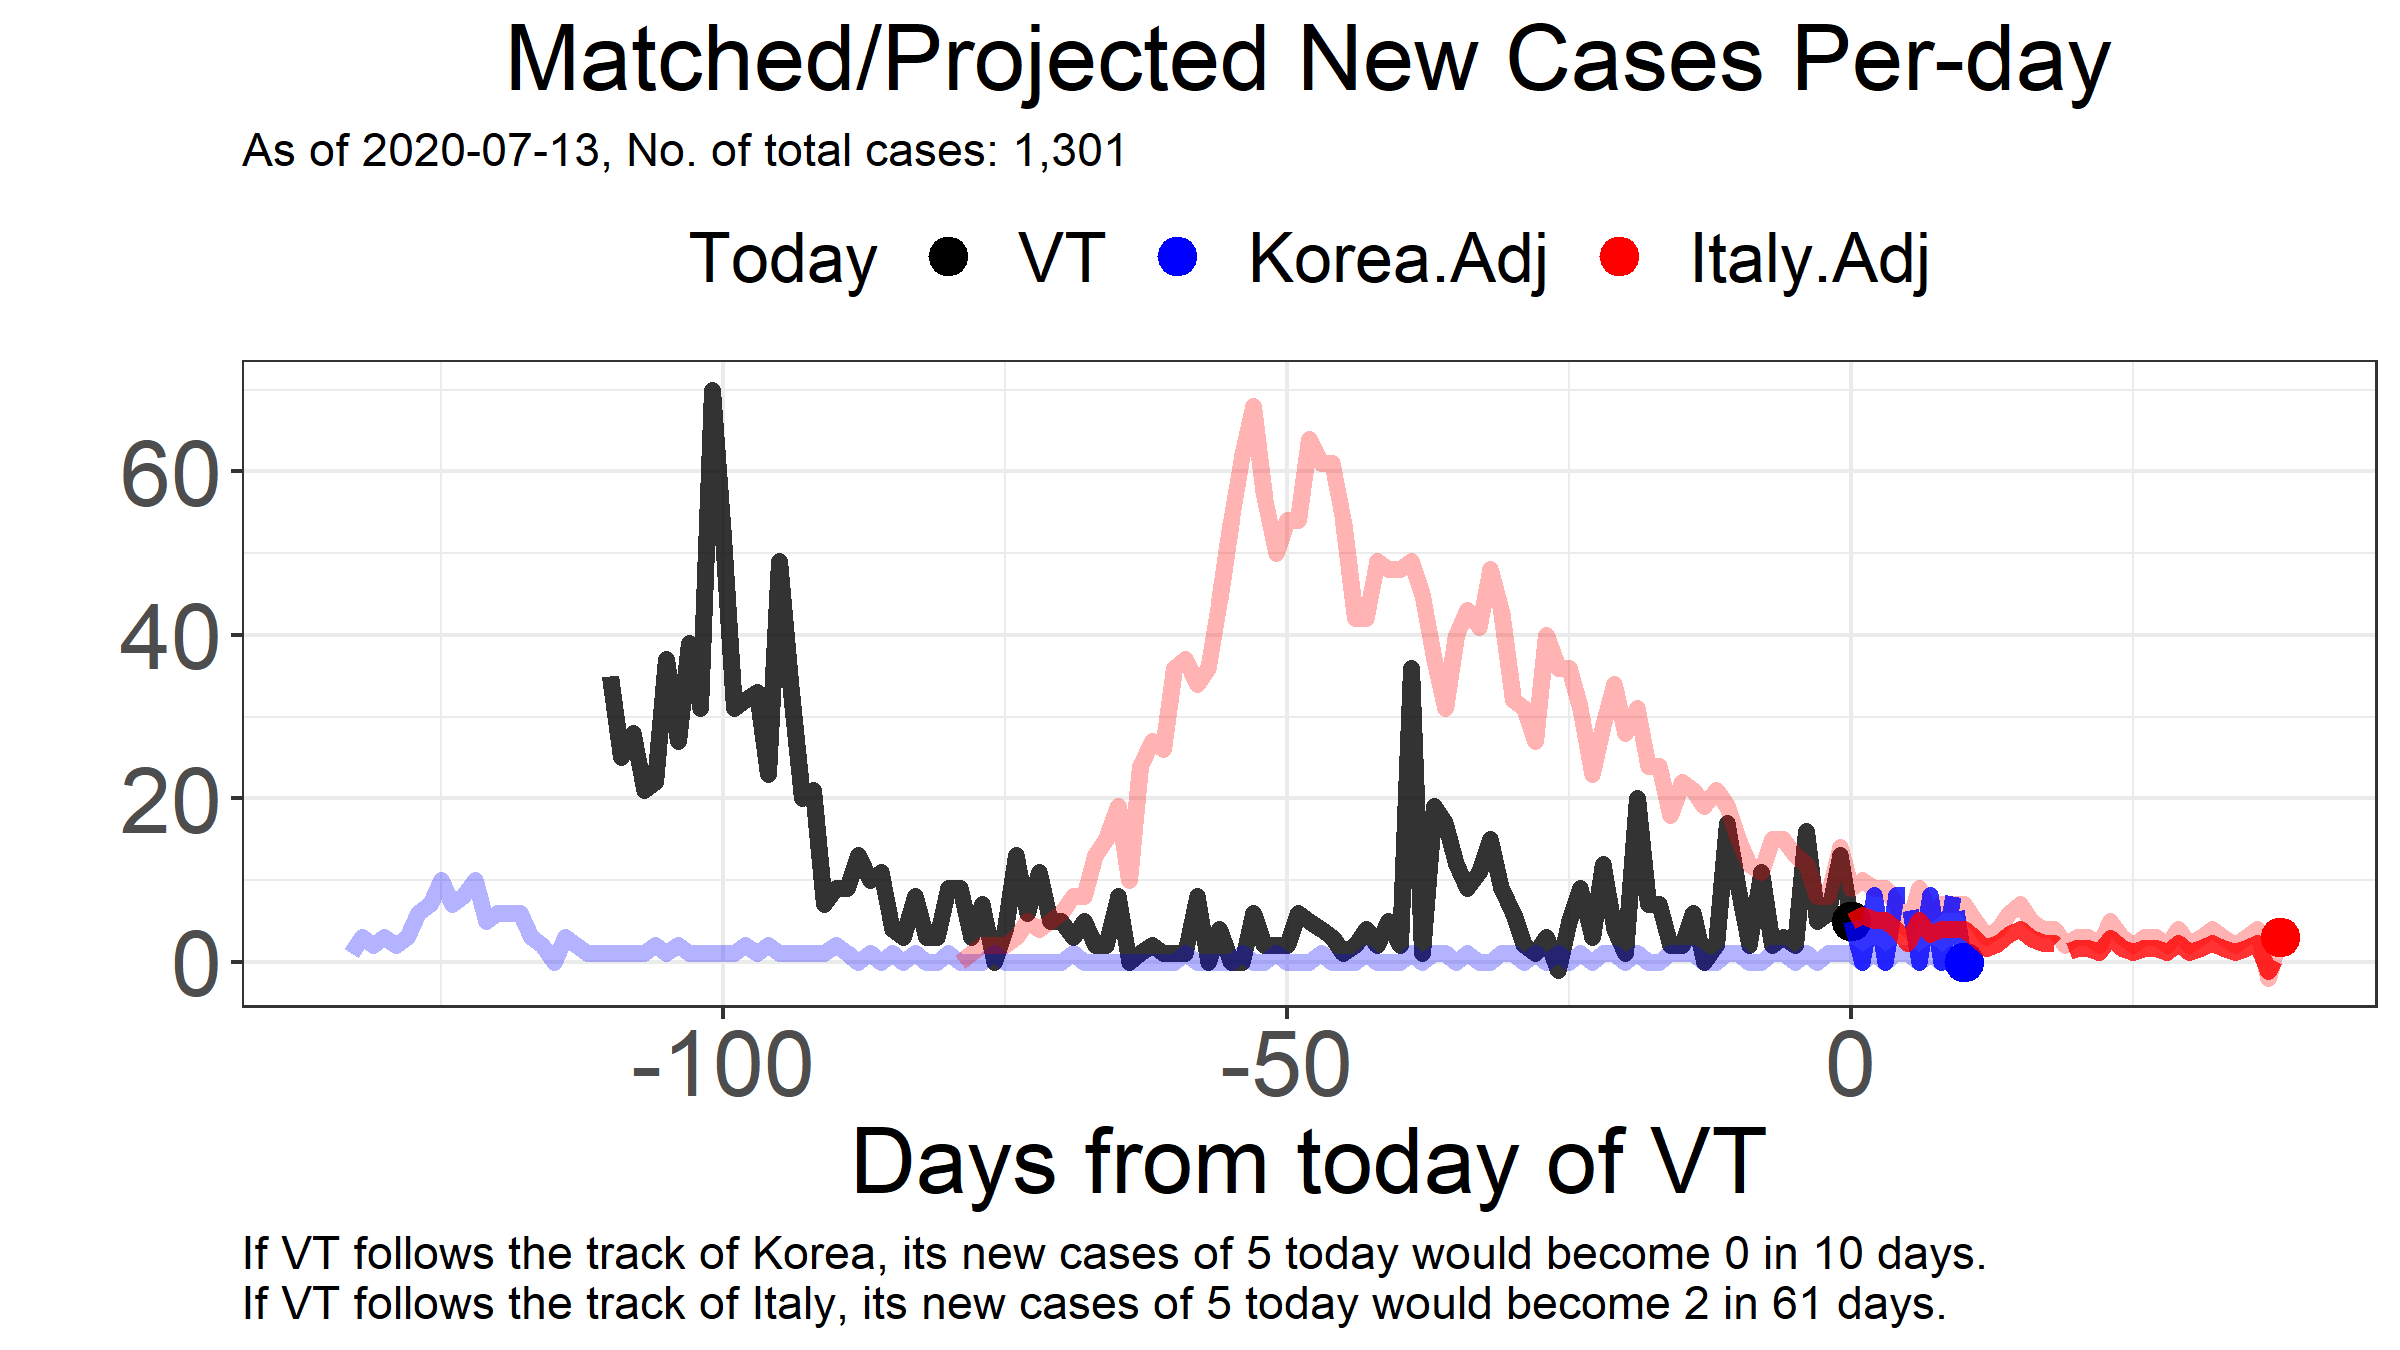 Matched/Projected New Cases Per-day
As of 2020-07-13, No. of total cases: 1,301
Today VT Korea.Adj Italy.Adj
60
40
20
0
-100 -50 0
Days from today of VT
If VT follows the track of Korea, its new cases of 5 today would become 0 in 10 days.
If VT follows the track of Italy, its new cases of 5 today would become 2 in 61 days.